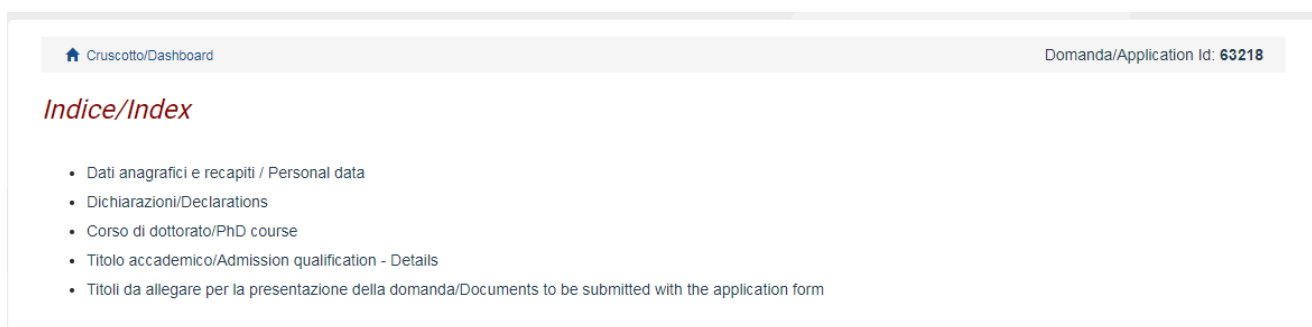 Cruscotto/Dashboard Domanda/Application Id: 63218
Indice/Index
• Dati anagrafici e recapiti / Personal data
• Dichiarazioni/Declarations
• Corso di dottorato/PhD course
• Titolo accademico/Admission qualification - Details
• Titoli da allegare per la presentazione della domanda/Documents to be submitted with the application form